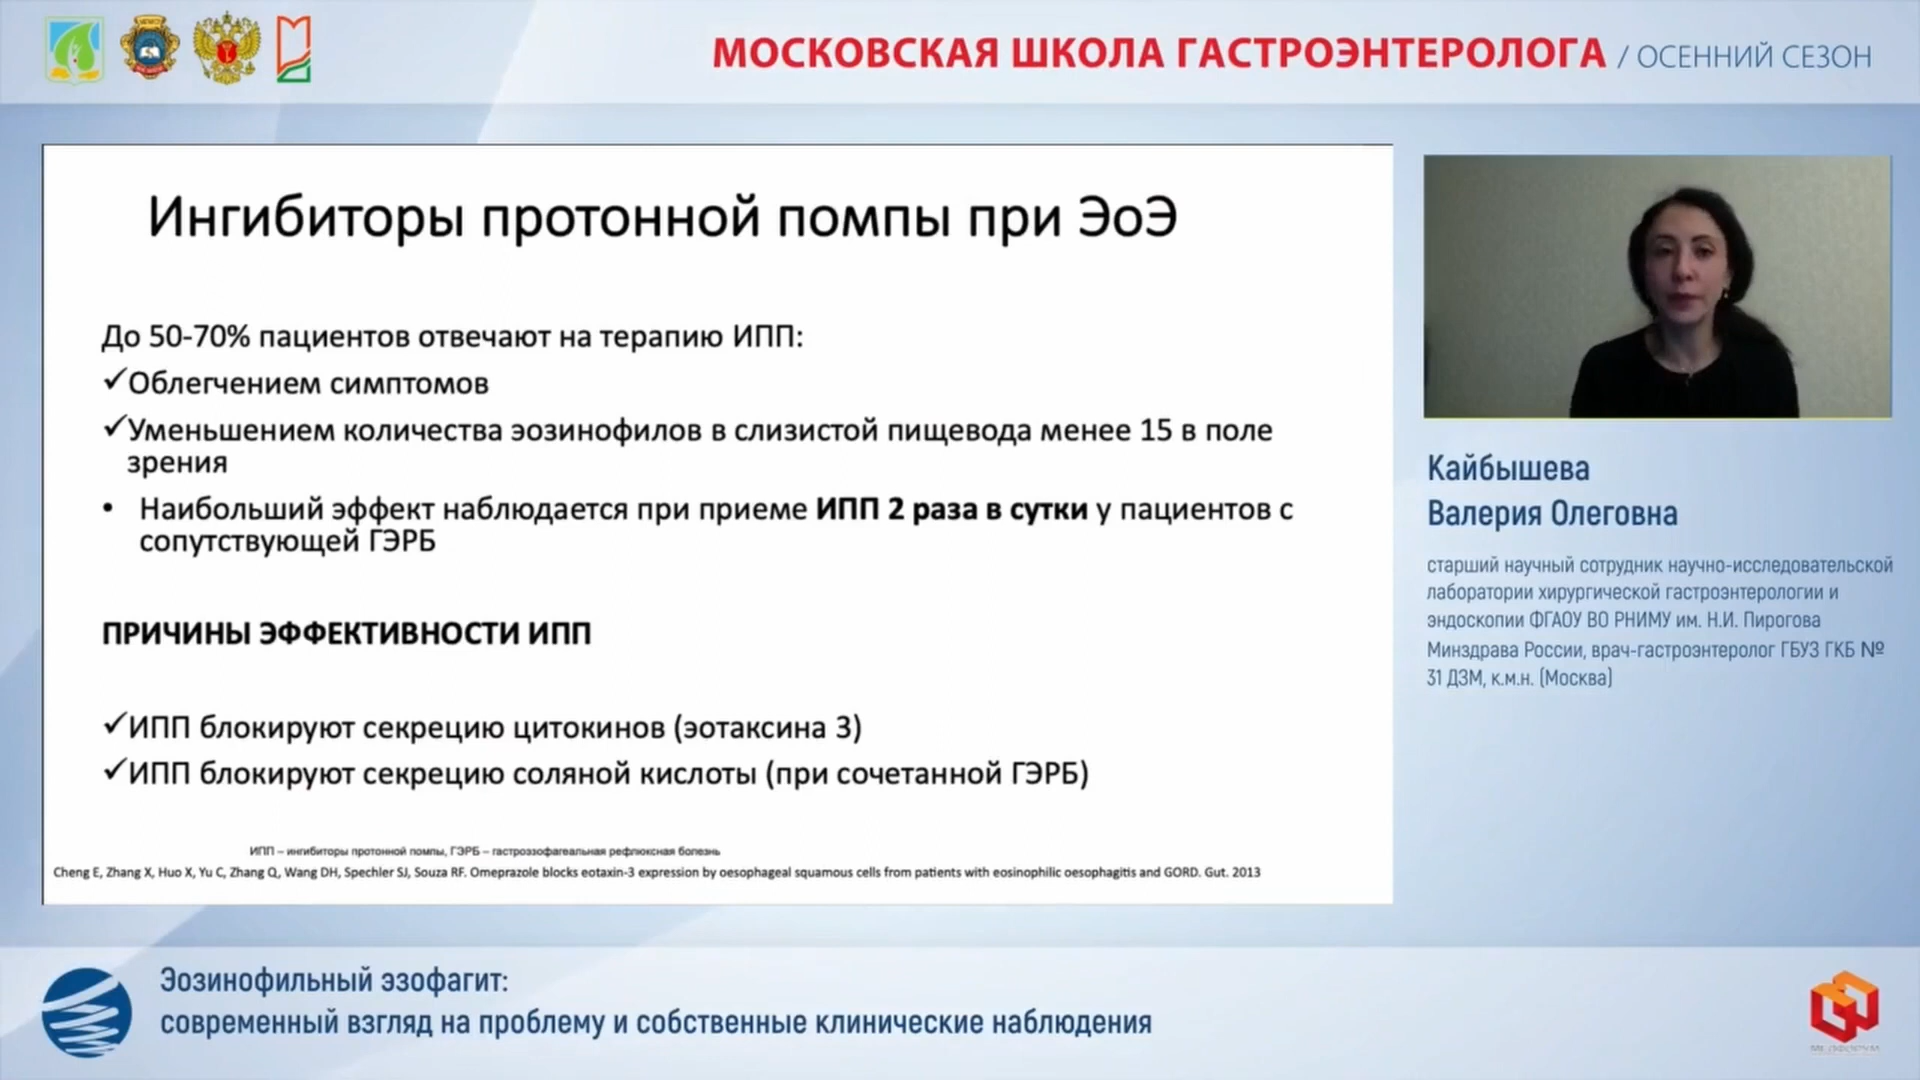 МОСКОВСКАЯ ШКОЛА ГАСТРОЭНТЕРОЛОГА / ОСЕННИЙ СЕЗОН
Ингибиторы протонной помпы при ЭоЭ
До 50-70% пациентов отвечают на терапию ИПП:
✓Облегчением симптомов
✓Уменьшением количества эозинофилов в слизистой пищевода менее 15 в поле
зрения
• Наибольший эффект наблюдается при приеме ИПП 2 раза в сутки у пациентов с
сопутствующей ГЭРБ
ПРИЧИНЫ ЭФФЕКТИВНОСТИ ИПП
✓ИПП блокируют секрецию цитокинов (эотаксина 3)
✓ИПП блокируют секрецию соляной кислоты (при сочетанной ГЭРБ)
ИПП – ингибиторы протонной помпы, ГЭРБ – гастроэзофагеальная рефлюксная болезнь
Cheng E, Zhang X, Huo X, Yu C, Zhang Q, Wang DH, Spechler SJ, Souza RF. Omeprazole blocks eotaxin-3 expression by oesophageal squamous cells from patients with eosinophilic oesophagitis and GORD. Gut. 2013
Кайбышева
Валерия Олеговна
старший научный сотрудник научно-исследовательской
лаборатории хирургической гастроэнтерологии и
эндоскопии ФГАОУ ВО РНИМУ им. Н.И. Пирогова
Минздрава России, врач-гастроэнтеролог ГБУЗ ГКБ №
31 ДЗМ, к.м.н. (Москва)
Эозинофильный эзофагит:
современный взгляд на проблему и собственные клинические наблюдения